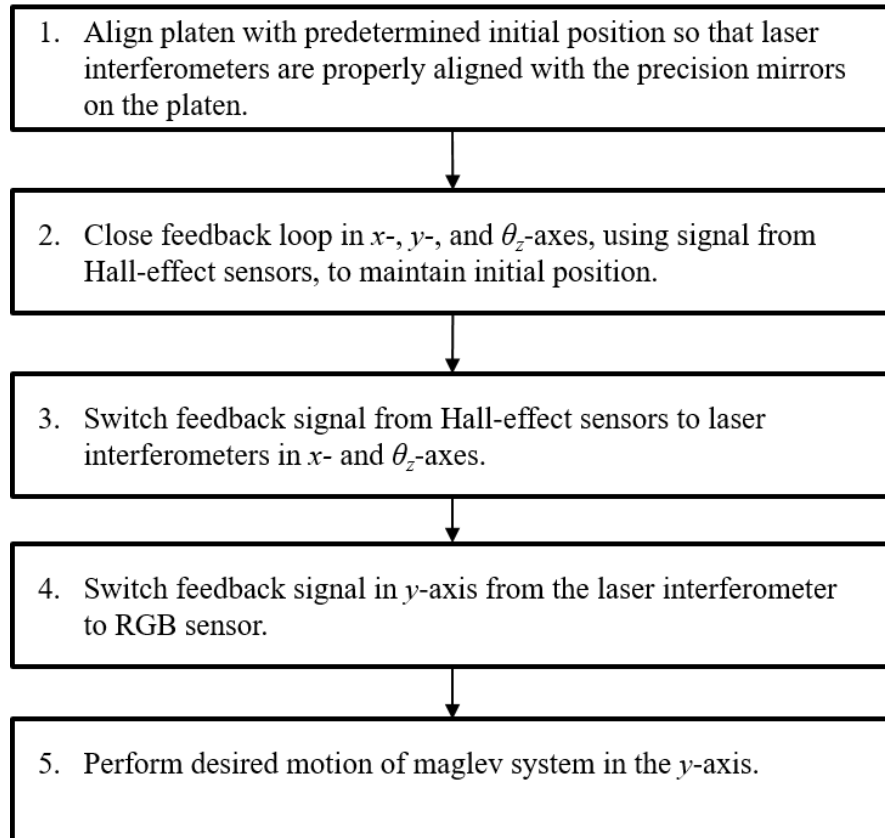 1. Align platen with predetermined initial position so that laser
interferometers are properly aligned with the precision mirrors
on the platen.
2. Close feedback loop in x-, y-, and θz-axes, using signal from
Hall-effect sensors, to maintain initial position.
3. Switch feedback signal from Hall-effect sensors to laser
interferometers in x- and θz-axes.
4. Switch feedback signal in y-axis from the laser interferometer
to RGB sensor.
5. Perform desired motion of maglev system in the y-axis.